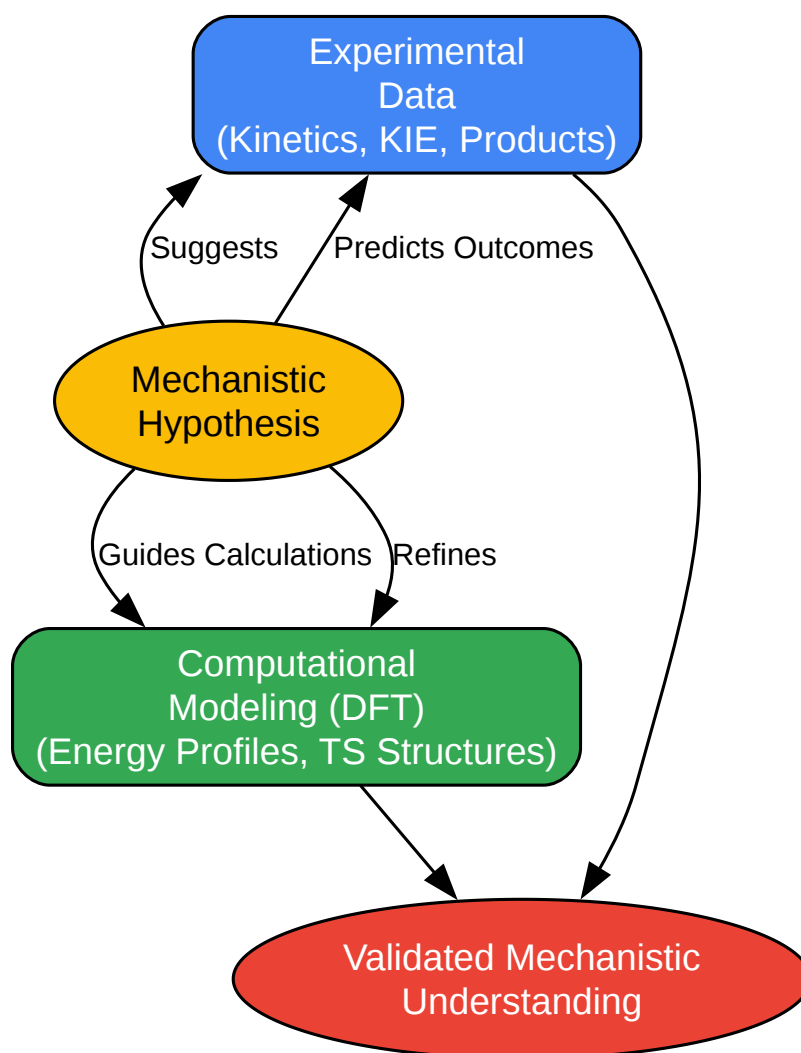 Experimental
Data
(Kinetics, KIE, Products)
Suggests
Predicts Outcomes
Mechanistic
Hypothesis
Guides Calculations
Refines
Computational
Modeling (DFT)
(Energy Profiles, TS Structures)
Validated Mechanistic
Understanding